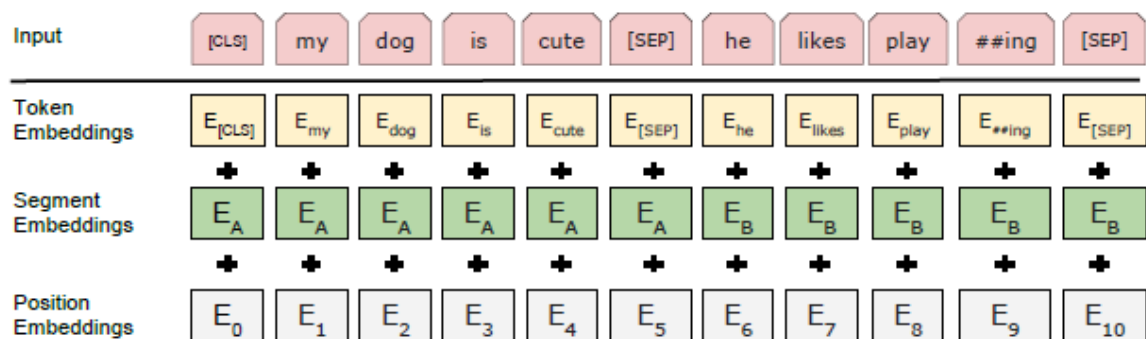 Input [CLS] my dog is cute [SEP] he likes play ##ing [SEP]
Token
Embeddings E[CLS] Emy Edog Eis Ecute E[SEP] Ehe Elikes Eplay E##ing E[SEP]
+ + + + + + + + + + +
Segment
Embeddings EA EA EA EA EA EA EB EB EB EB EB
+ + + + + + + + + + +
Position
Embeddings E0 E1 E2 E3 E4 E5 E6 E7 E8 E9 E10